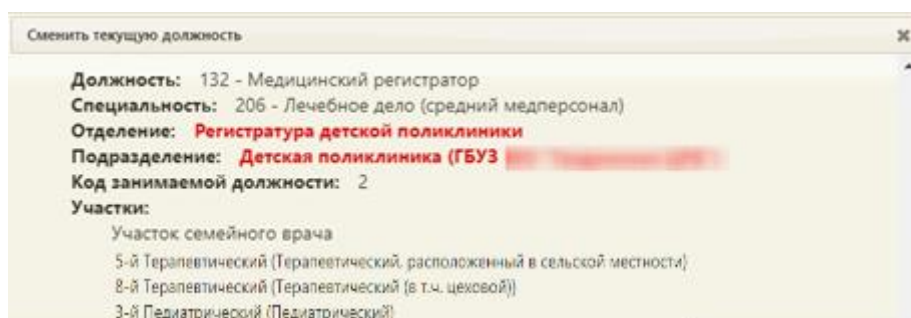 Сменить текущую должность
Должность: 132 - Медицинский регистратор
Специальность: 206 - Лечебное дело (средний медперсонал)
Отделение: Регистратура детской поликлиники
Подразделение: Детская поликлиника (ГБУЗ
Код занимаемой должности: 2
Участки:
Участок семейного врача
5-й Терапевтический (Терапевтический, расположенный в сельской местности)
8-й Терапевтический (Терапевтический (в т.ч. цеховой))
3-й Педиатрический (Педиатрический)